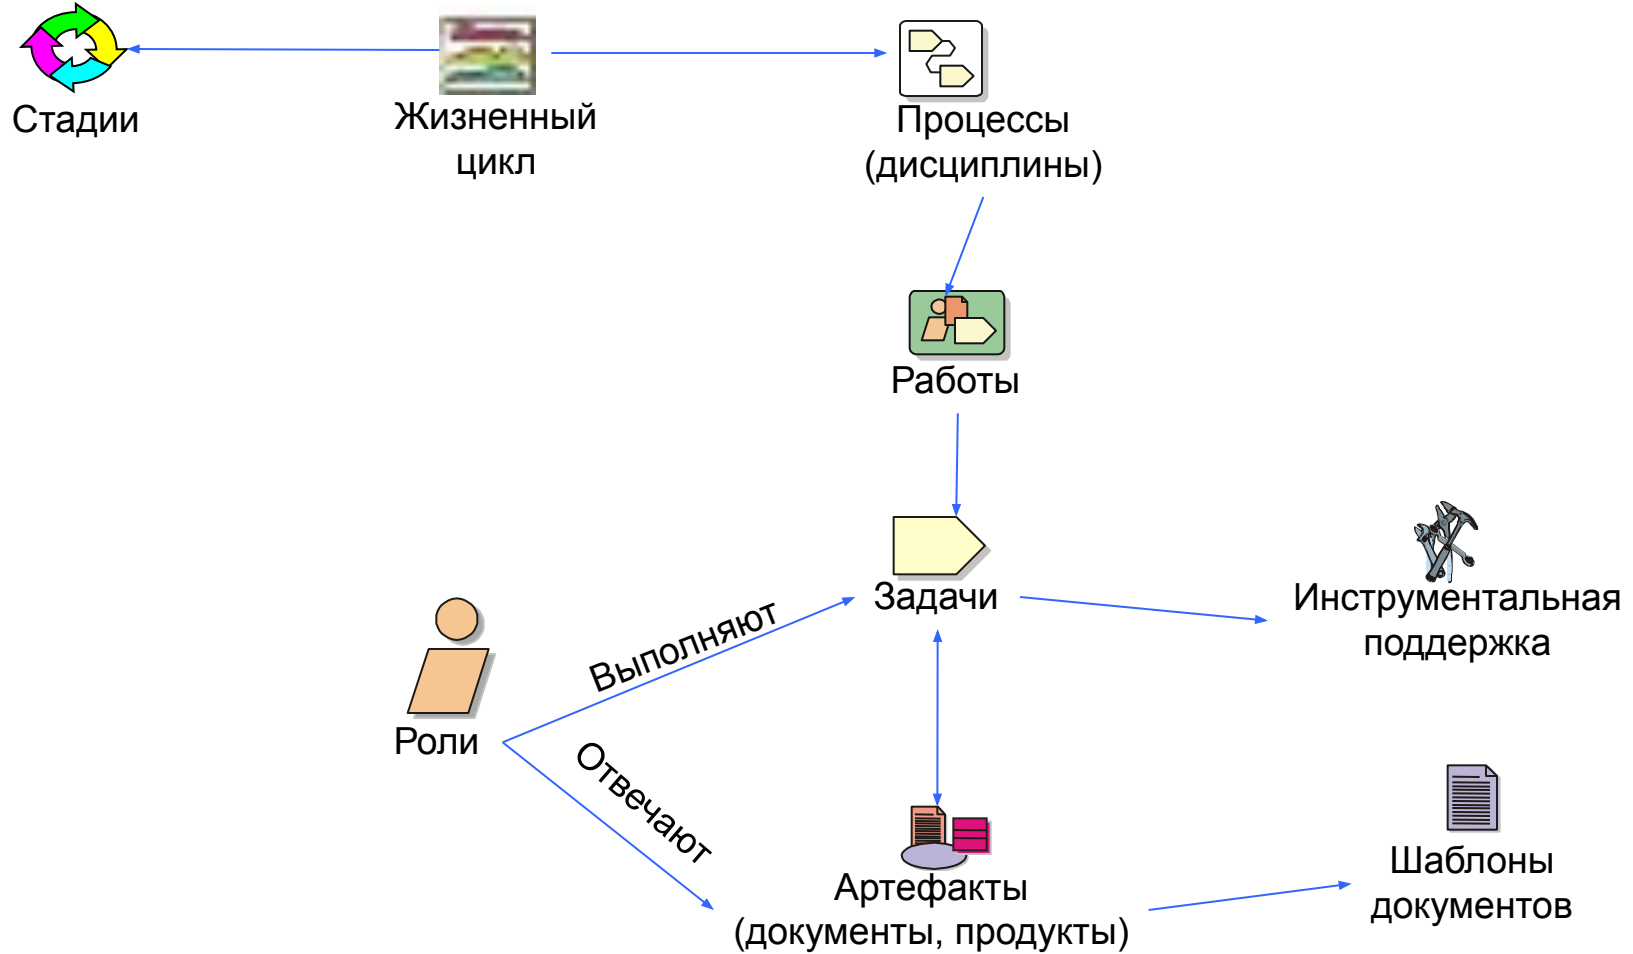 Стадии
Жизненный
цикл
Процессы
(дисциплины)
Работы
Задачи
Инструментальная
поддержка
Выполняют
Роли
Отвечают
Артефакты
(документы, продукты)
Шаблоны
документов